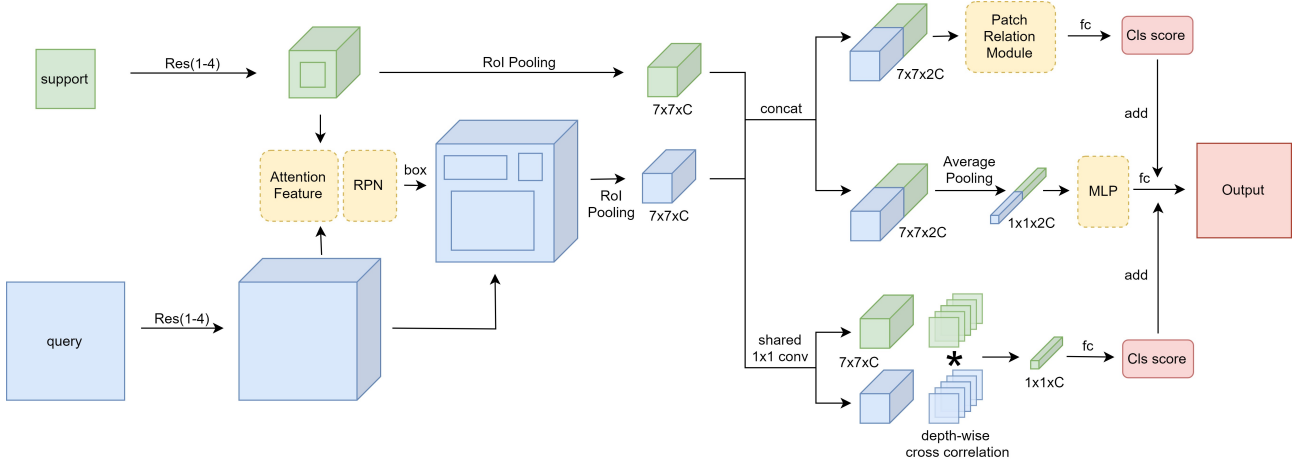 support
Res(1-4)
RoI Pooling
7x7xC
Attention
Feature
RPN
box
RoI
Pooling
7x7xC
query
Res(1-4)
concat
7x7x2C
Patch
Relation
Module
fc
Cls score
add
7x7x2C
Average
Pooling
1x1x2C
MLP
fc
Output
add
shared
1x1 conv
7x7xC
*
depth-wise
cross correlation
1x1xC
fc
Cls score